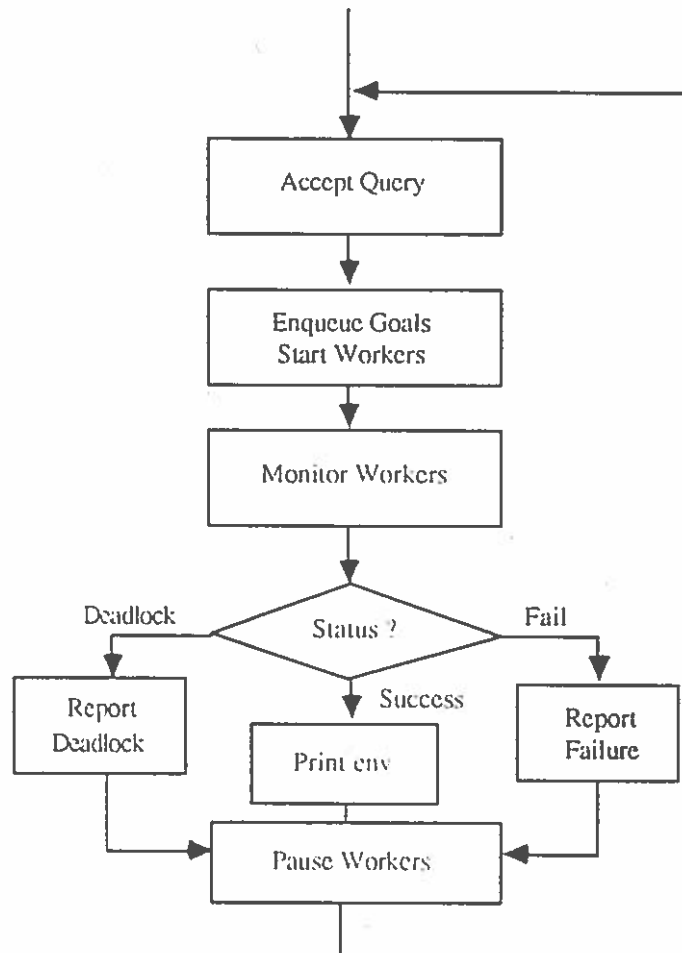 Accept Query
Enqueue Goals
Start Workers
Monitor Workers
Deadlock
Status ?
Fail
Success
Report
Deadlock
Print env
Report
Failure
Pause Workers